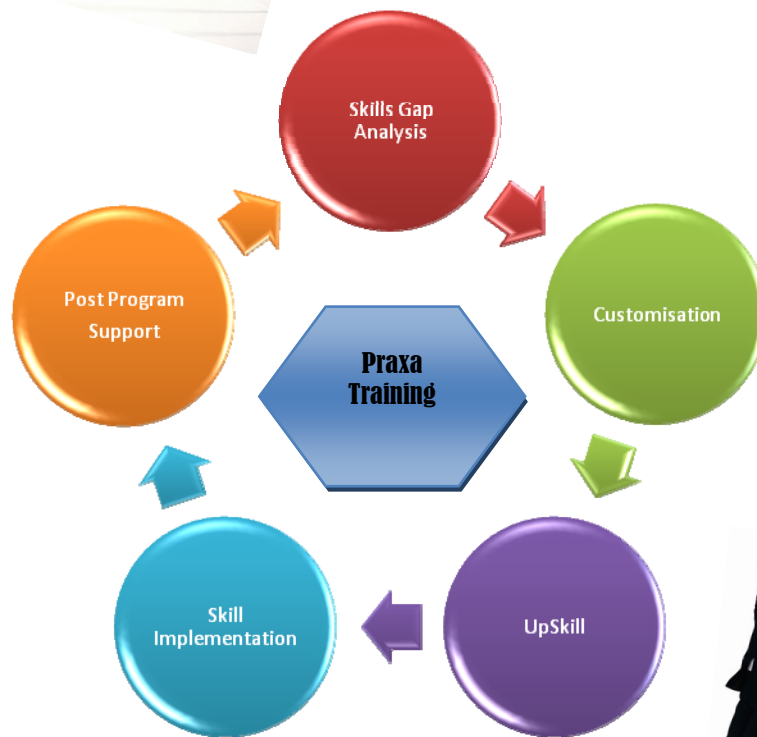 Skills Gap
Analysis
Customisation
UpSkill
Skill
Implementation
Post Program
Support
Praxa
Training